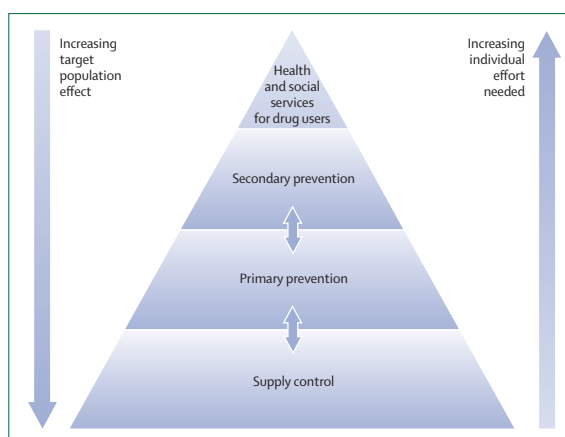 Increasing
target
population
effect
Increasing
individual
effort
needed
Health
and social
services
for drug users
Secondary prevention
Primary prevention
Supply control